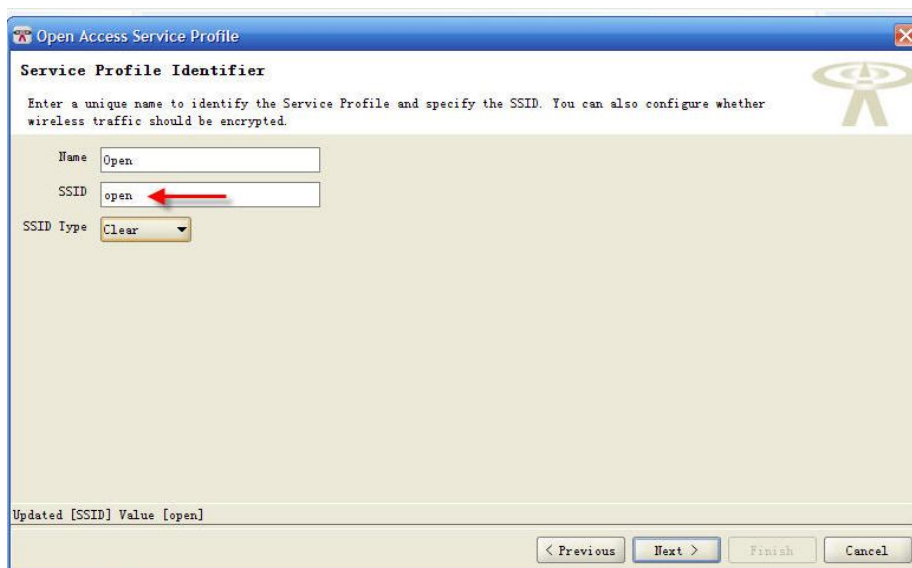 Open Access Service Profile
Service Profile Identifier
Enter a unique name to identify the Service Profile and specify the SSID. You can also configure whether
wireless traffic should be encrypted.
Name Open
SSID open
SSID Type Clear
Updated [SSID] Value [open]
< Previous Next > Finish Cancel